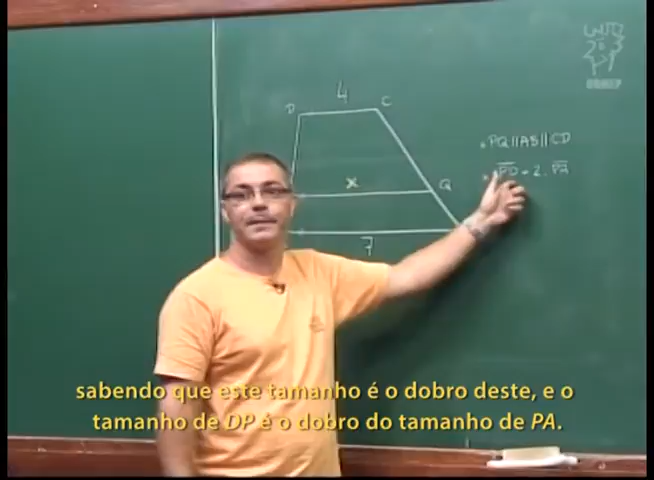 4
D C
• PQ // AB // CD
• PD = 2 . PA
x Q
7
sabendo que este tamanho é o dobro deste, e o
tamanho de DP é o dobro do tamanho de PA.